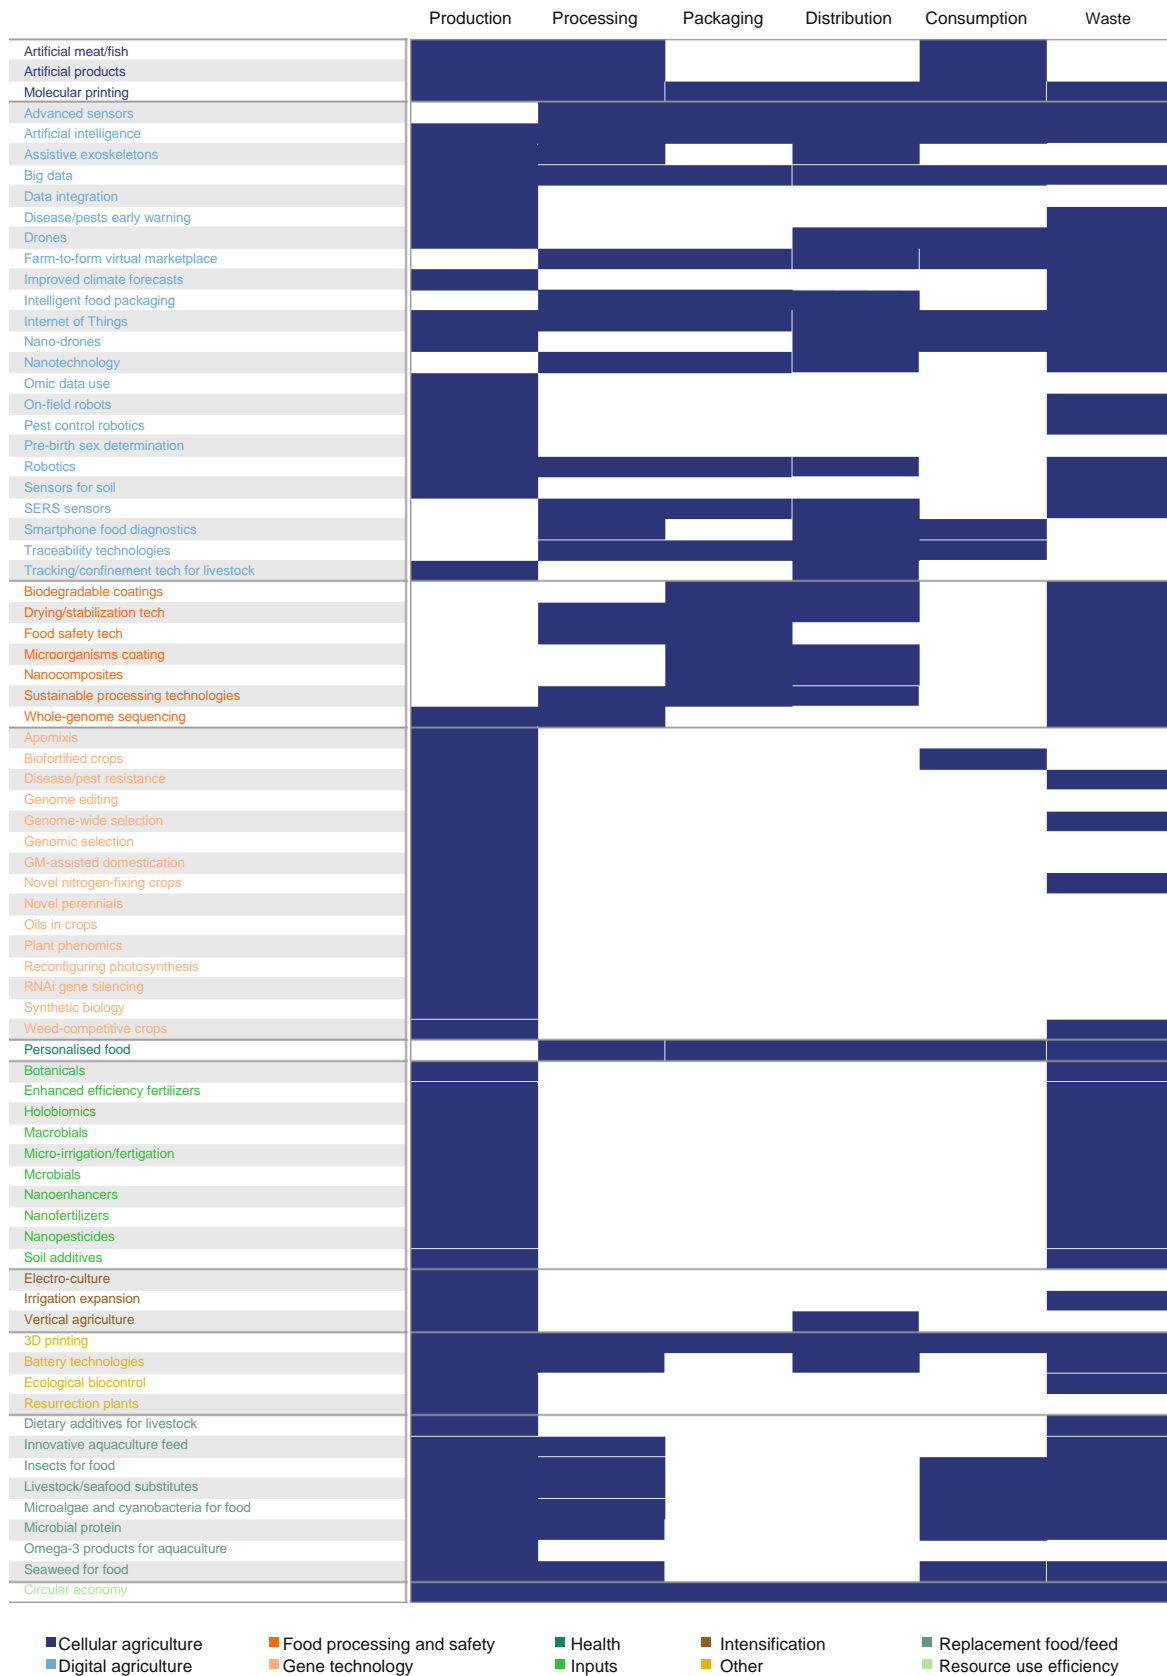 Production Processing Packaging Distribution Consumption Waste
Artificial meat/fish
Artificial products
Molecular printing
Advanced sensors
Artificial intelligence
Assistive exoskeletons
Big data
Data integration
Disease/pests early warning
Drones
Farm-to-form virtual marketplace
Improved climate forecasts
Intelligent food packaging
Internet of Things
Nano-drones
Nanotechnology
Omic data use
On-field robots
Pest control robotics
Pre-birth sex determination
Robotics
Sensors for soil
SERS sensors
Smartphone food diagnostics
Traceability technologies
Tracking/confinement tech for livestock
Biodegradable coatings
Drying/stabilization tech
Food safety tech
Microorganisms coating
Nanocomposites
Sustainable processing technologies
Whole-genome sequencing
Apomixis
Biofortified crops
Disease/pest resistance
Genome editing
Genome-wide selection
Genomic selection
GM-assisted domestication
Novel nitrogen-fixing crops
Novel perennials
Oils in crops
Plant phenomics
Reconfiguring photosynthesis
RNAi gene silencing
Synthetic biology
Weed-competitive crops
Personalised food
Botanicals
Enhanced efficiency fertilizers
Holobiomics
Macrobials
Micro-irrigation/fertigation
Mcrobials
Nanoenhancers
Nanofertilizers
Nanopesticides
Soil additives
Electro-culture
Irrigation expansion
Vertical agriculture
3D printing
Battery technologies
Ecological biocontrol
Resurrection plants
Dietary additives for livestock
Innovative aquaculture feed
Insects for food
Livestock/seafood substitutes
Microalgae and cyanobacteria for food
Microbial protein
Omega-3 products for aquaculture
Seaweed for food
Circular economy
Cellular agriculture Food processing and safety Health Intensification Replacement food/feed
Digital agriculture Gene technology Inputs Other Resource use efficiency